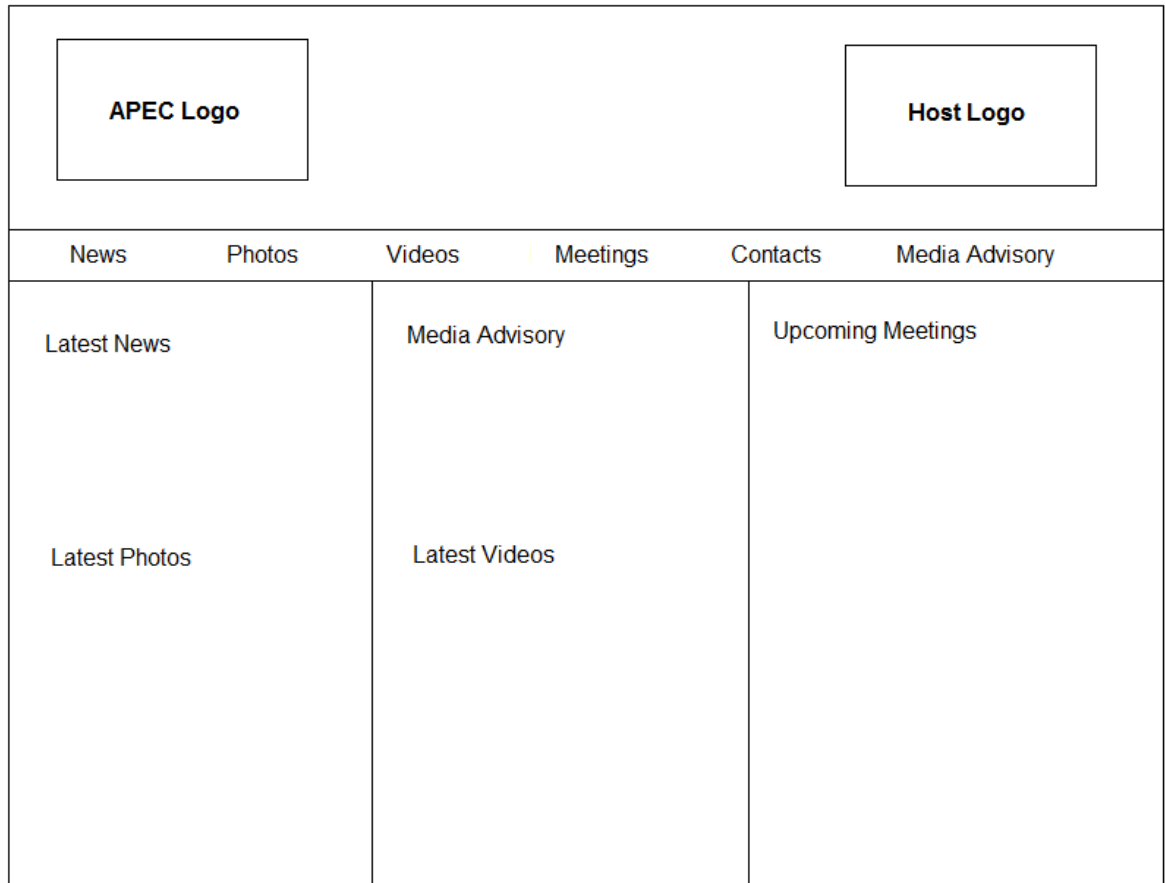 APEC Logo
Host Logo
News Photos Videos Meetings Contacts Media Advisory
Latest News
Media Advisory
Upcoming Meetings
Latest Photos
Latest Videos